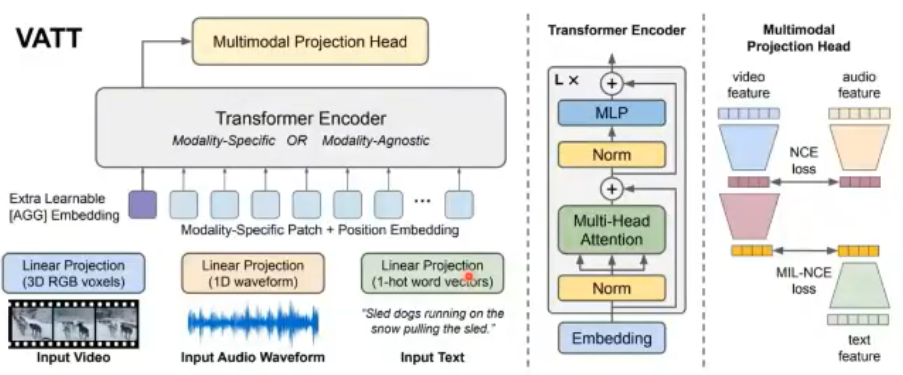 VATT
Multimodal Projection Head
Transformer Encoder
Modality-Specific OR Modality-Agnostic
Extra Learnable
[AGG] Embedding
...
Modality-Specific Patch + Position Embedding
Linear Projection
(3D RGB voxels)
Linear Projection
(1D waveform)
Linear Projection
(1-hot word vectors)
"Sled dogs running on the
snow pulling the sled."
Input Video
Input Audio Waveform
Input Text
Transformer Encoder
L ×
+
MLP
Norm
+
Multi-Head
Attention
Norm
Embedding
Multimodal
Projection Head
video
feature
audio
feature
NCE
loss
MIL-NCE
loss
text
feature